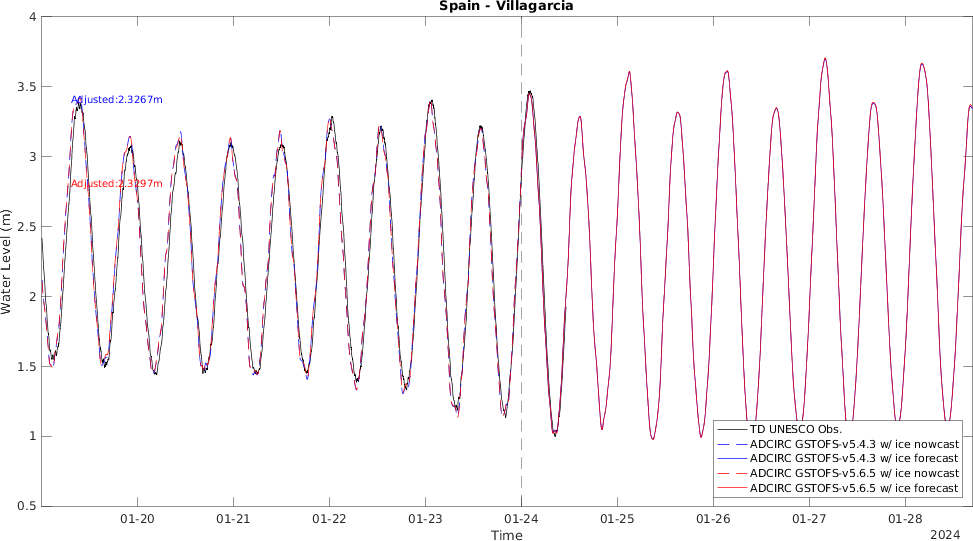 Spain - Villagarcia
4
3.5
3
2.5
2
1.5
1
0.5
Water Level (m)
Adjusted:2.3267m
Adjusted:2.3297m
TD UNESCO Obs.
ADCIRC GSTOFS-v5.4.3 w/ ice nowcast
ADCIRC GSTOFS-v5.4.3 w/ ice forecast
ADCIRC GSTOFS-v5.6.5 w/ ice nowcast
ADCIRC GSTOFS-v5.6.5 w/ ice forecast
01-20 01-21 01-22 01-23 01-24 01-25 01-26 01-27 01-28
Time
2024